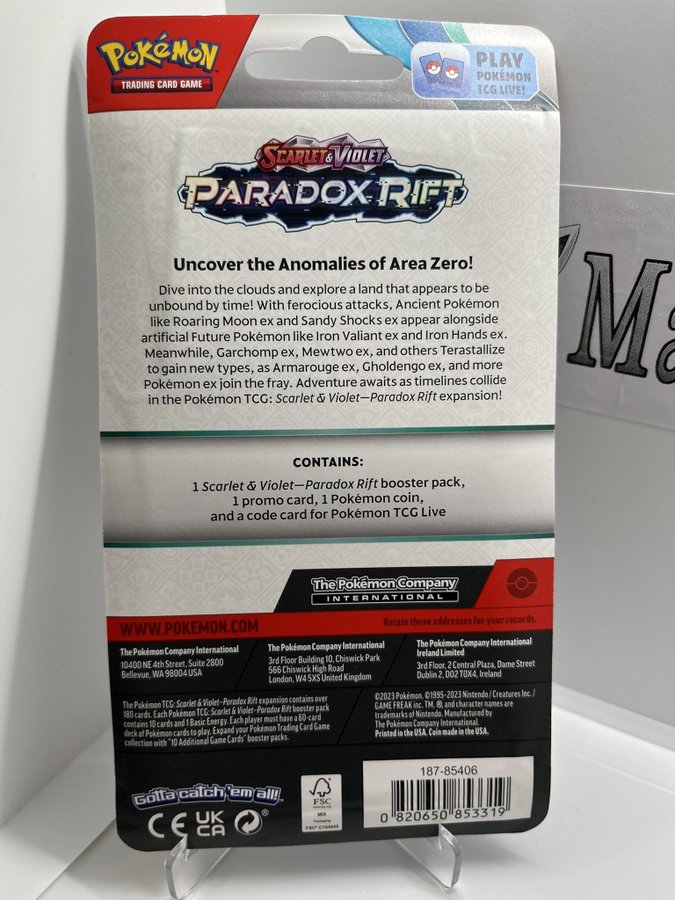 POKéMON
TRADING CARD GAME
PLAY
POKÉMON
TCG LIVE!
SCARLET & VIOLET
PARADOX RIFT
Ma
Uncover the Anomalies of Area Zero!
Dive into the clouds and explore a land that appears to be
unbound by time! With ferocious attacks, Ancient Pokémon
like Roaring Moon ex and Sandy Shocks ex appear alongside
artificial Future Pokémon like Iron Valiant ex and Iron Hands ex.
Meanwhile, Garchomp ex, Mewtwo ex, and others Terastallize
to gain new types, as Armarouge ex, Gholdengo ex, and more
Pokémon ex join the fray. Adventure awaits as timelines collide
in the Pokémon TCG: Scarlet & Violet—Paradox Rift expansion!
CONTAINS:
1 Scarlet & Violet—Paradox Rift booster pack,
1 promo card, 1 Pokémon coin,
and a code card for Pokémon TCG Live
The Pokémon Company
INTERNATIONAL
WWW.POKEMON.COM
Retain these addresses for your records.
The Pokémon Company International
10400 NE 4th Street, Suite 2800
Bellevue, WA 98004 USA
The Pokémon Company International
3rd Floor Building 10, Chiswick Park
566 Chiswick High Road
London, W4 5XS United Kingdom
The Pokémon Company International
Ireland Limited
3rd Floor, 2 Central Plaza, Dame Street
Dublin 2, D02 T0X4, Ireland
The Pokémon TCG: Scarlet & Violet—Paradox Rift expansion contains over
180 cards. Each Pokémon TCG: Scarlet & Violet—Paradox Rift booster pack
contains 10 cards and 1 Basic Energy. Each player must have a 60-card
deck of Pokémon cards to play. Expand your Pokémon Trading Card Game
collection with "10 Additional Game Cards" booster packs.
©2023 Pokémon. ©1995-2023 Nintendo / Creatures Inc. /
GAME FREAK inc. TM, ®, and character names are
trademarks of Nintendo. Manufactured by
The Pokémon Company International.
Printed in the USA. Coin made in the USA.
Gotta catch 'em all!
CE UK
CA
FSC
MIX
Packaging
187-85406
0 820650 853319